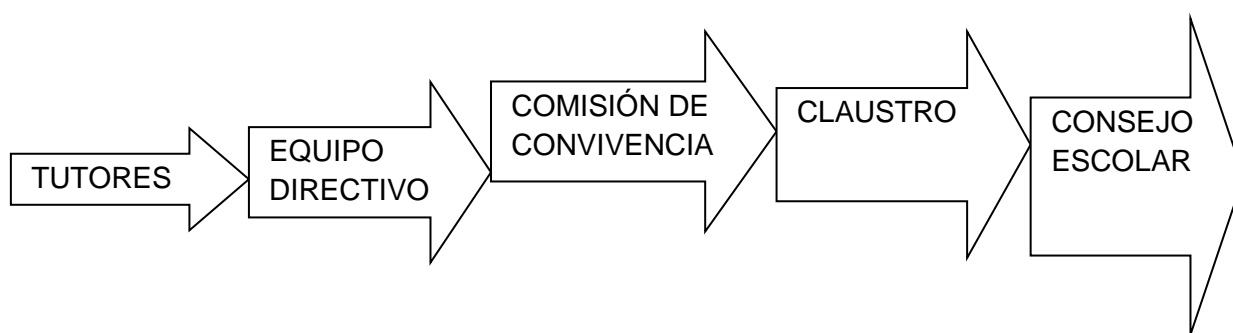 TUTORES
EQUIPO
DIRECTIVO
COMISIÓN DE
CONVIVENCIA
CLAUSTRO
CONSEJO
ESCOLAR